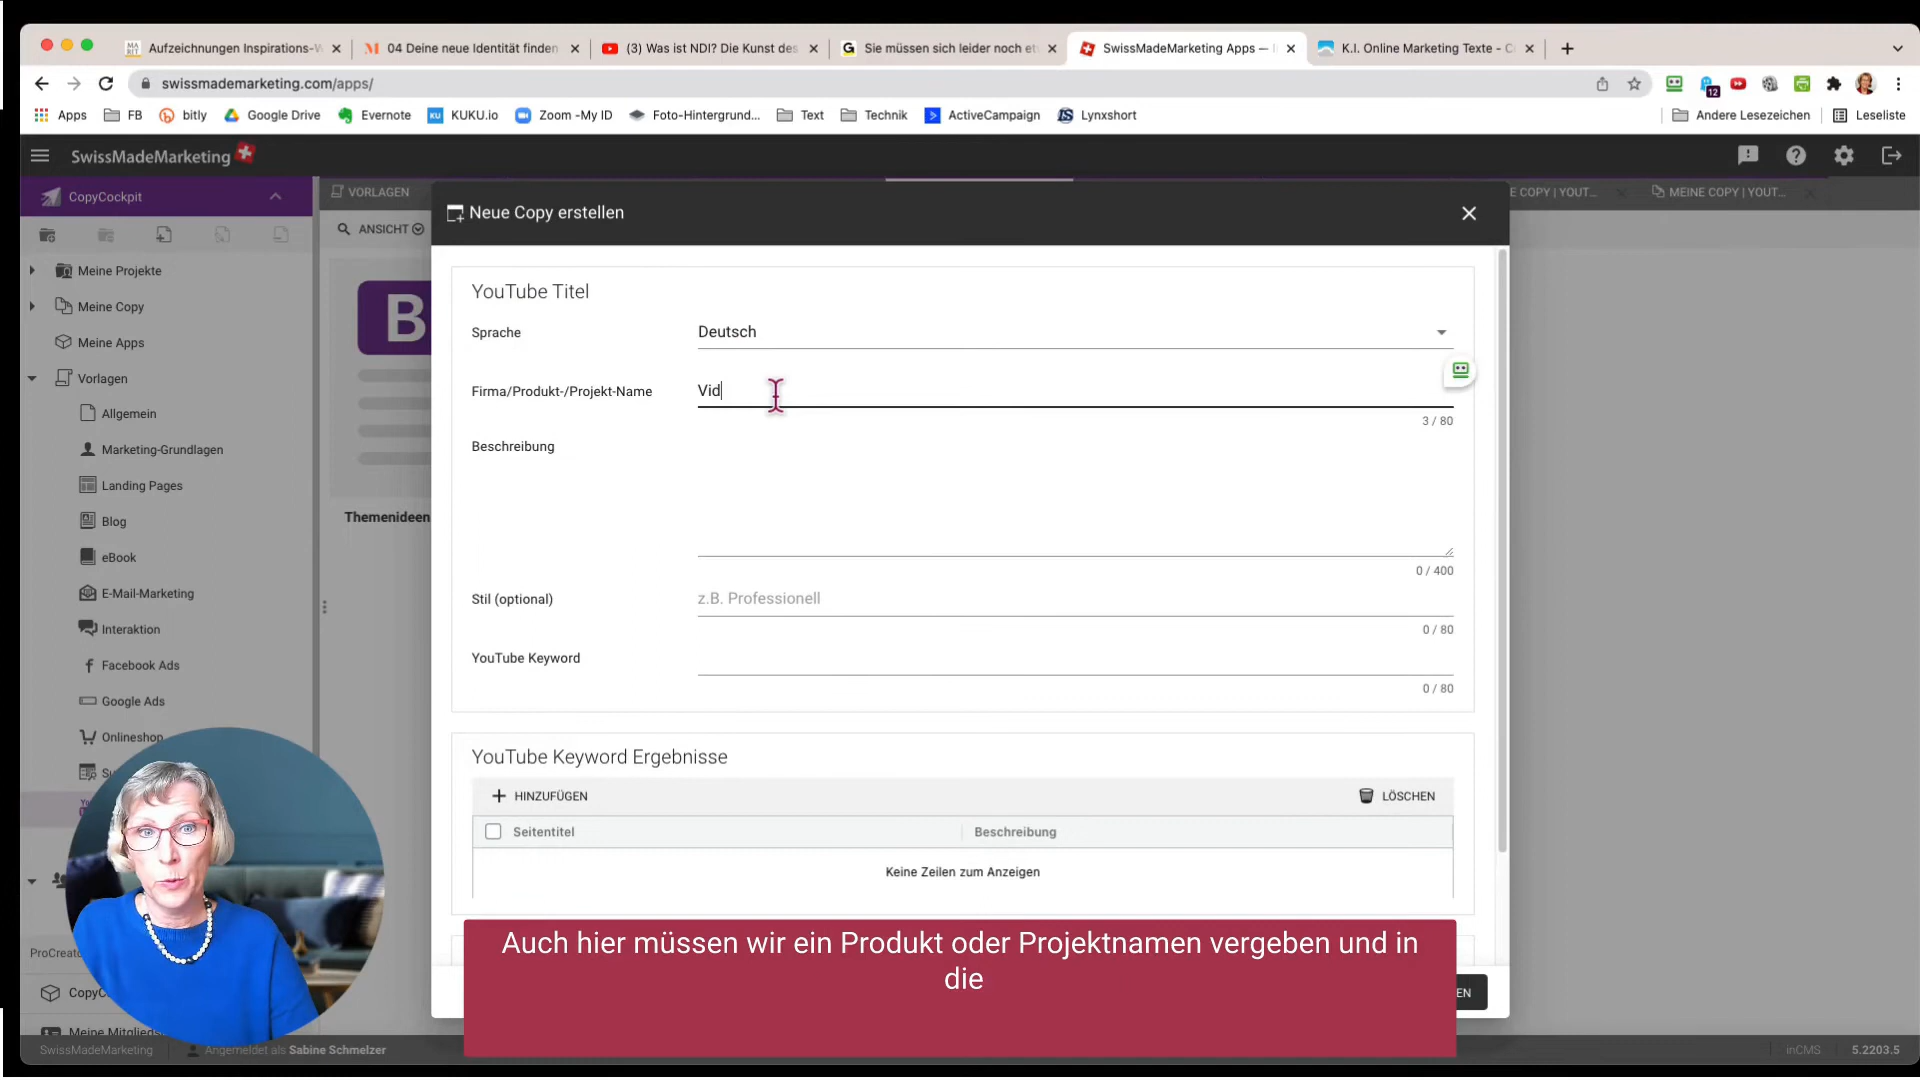 Aufzeichnungen Inspirations-W
04 Deine neue Identität finden
(3) Was ist NDI? Die Kunst des
Sie müssen sich leider noch et
SwissMadeMarketing Apps —
K.I. Online Marketing Texte - C
swissmademarketing.com/apps/
12
Apps
FB
bitly
Google Drive
Evernote
KU
KUKU.io
Zoom -My ID
Foto-Hintergrund...
Text
Technik
ActiveCampaign
Lynxshort
Andere Lesezeichen
Leseliste
SwissMadeMarketing
CopyCockpit
VORLAGEN
E COPY | YOUT...
MEINE COPY | YOUT...
ANSICHT
Neue Copy erstellen
Meine Projekte
Meine Copy
Meine Apps
Vorlagen
Allgemein
Marketing-Grundlagen
Landing Pages
Blog
eBook
E-Mail-Marketing
Interaktion
Facebook Ads
Google Ads
Onlineshop
B
Themenideen
YouTube Titel
Sprache
Deutsch
Firma/Produkt-/Projekt-Name
Vid
3 / 80
Beschreibung
0 / 400
Stil (optional)
z.B. Professionell
0 / 80
YouTube Keyword
0 / 80
YouTube Keyword Ergebnisse
HINZUFÜGEN
LÖSCHEN
Seitentitel
Beschreibung
Keine Zeilen zum Anzeigen
Auch hier müssen wir ein Produkt oder Projektnamen vergeben und in
die
EN
ProCreato
CopyC
Meine Mitglieds
SwissMadeMarketing
Angemeldet als Sabine Schmelzer
inCMS
5.2203.5